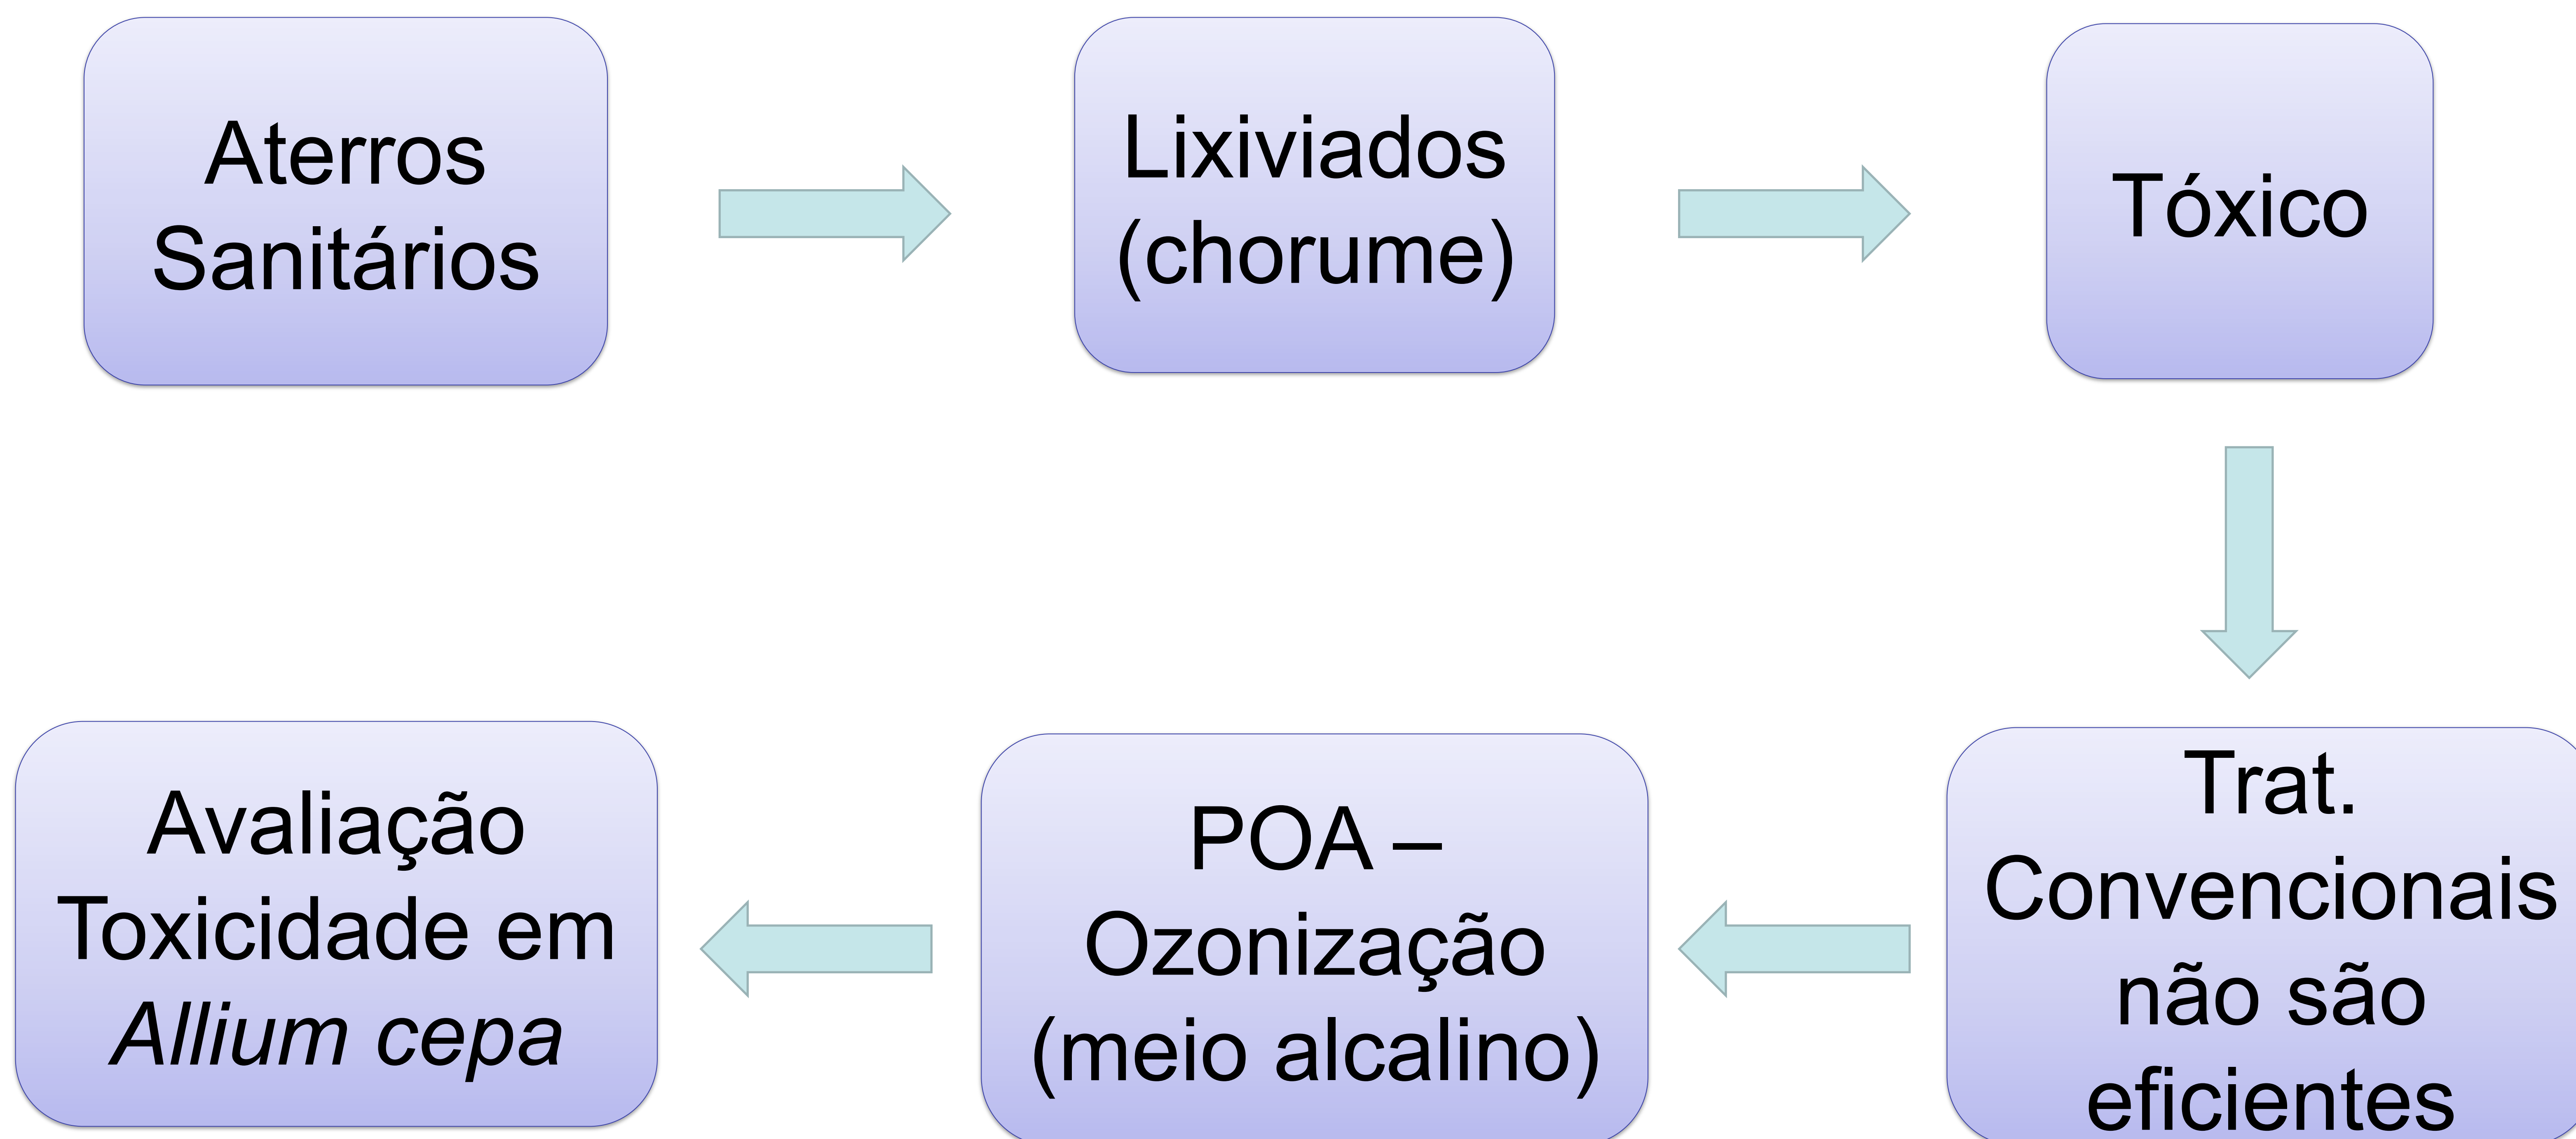 Aterros
Sanitários
Lixiviados
(chorume)
Tóxico
Trat.
Convencionais
não são
eficientes
POA –
Ozonização
(meio alcalino)
Avaliação
Toxicidade em
Allium cepa